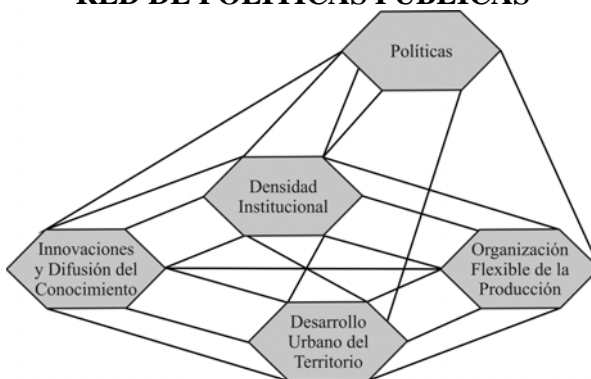 RED DE POLÍTICAS PÚBLICAS
Políticas
Densidad
Institucional
Innovaciones
y Difusión del
Conocimiento
Organización
Flexible de la
Producción
Desarrollo
Urbano del
Territorio